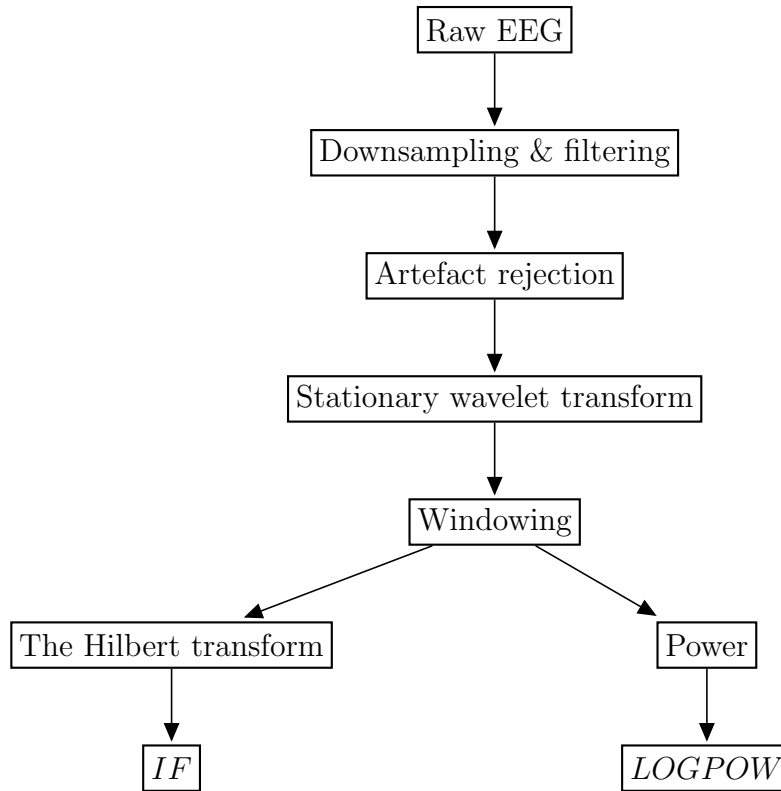 Raw EEG
Downsampling & filtering
Artefact rejection
Stationary wavelet transform
Windowing
The Hilbert transform
Power
IF
LOGPOW